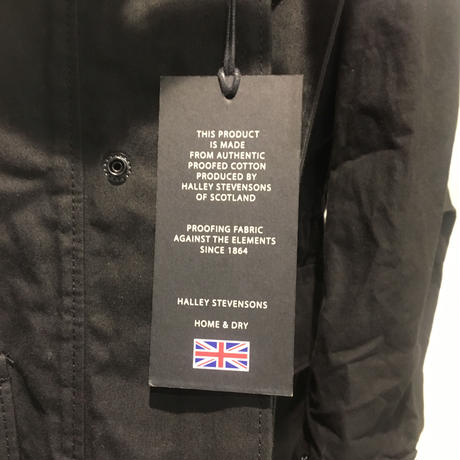 THIS PRODUCT
IS MADE
FROM AUTHENTIC
PROOFED COTTON
PRODUCED BY
HALLEY STEVENSONS
OF SCOTLAND
PROOFING FABRIC
AGAINST THE ELEMENTS
SINCE 1864
HALLEY STEVENSONS
HOME & DRY